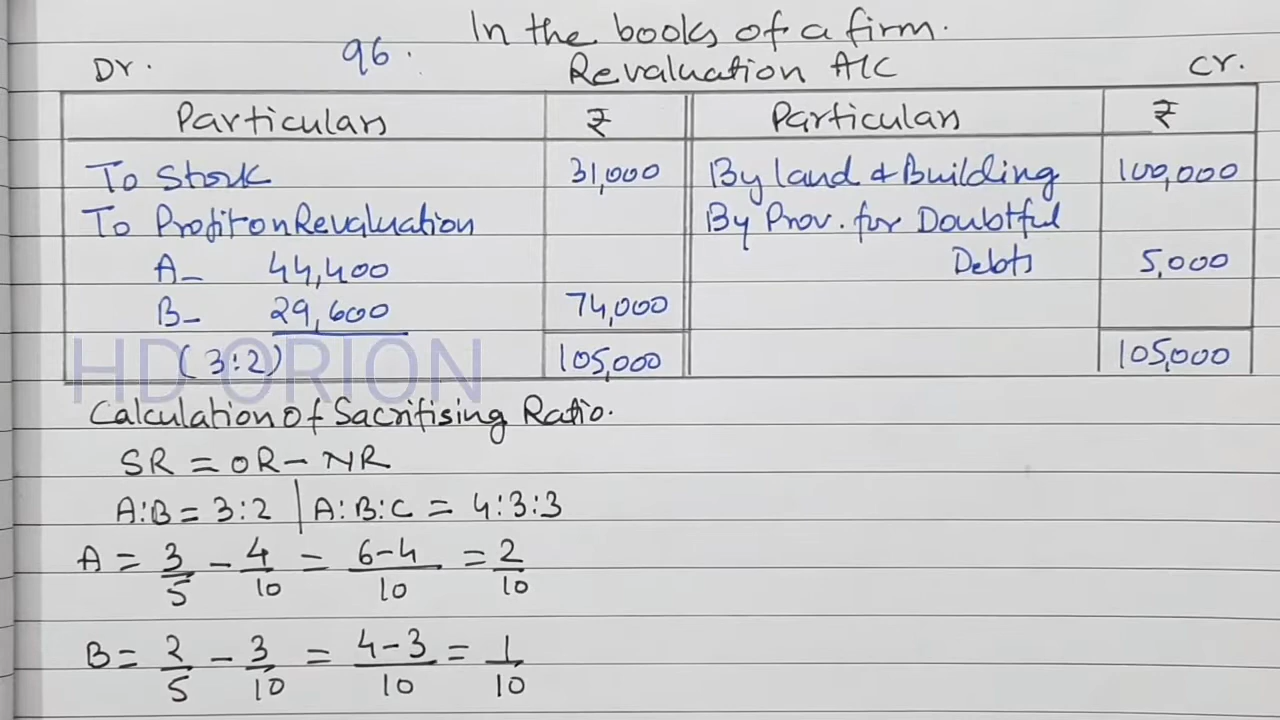 In the books of a firm.
96.
Dr. Revaluation A/C Cr.
Particulars ₹ Particulars ₹
To Stock 31,000 By land & Building 100,000
To Profit on Revaluation By Prov. for Doubtful
A- 44,400 Debts 5,000
B- 29,600 74,000
(3:2) 105,000 105,000
HD ORION
Calculation of Sacrifising Ratio.
SR = OR - NR
A:B = 3:2 | A:B:C = 4:3:3
A = 3/5 - 4/10 = 6-4/10 = 2/10
B = 2/5 - 3/10 = 4-3/10 = 1/10